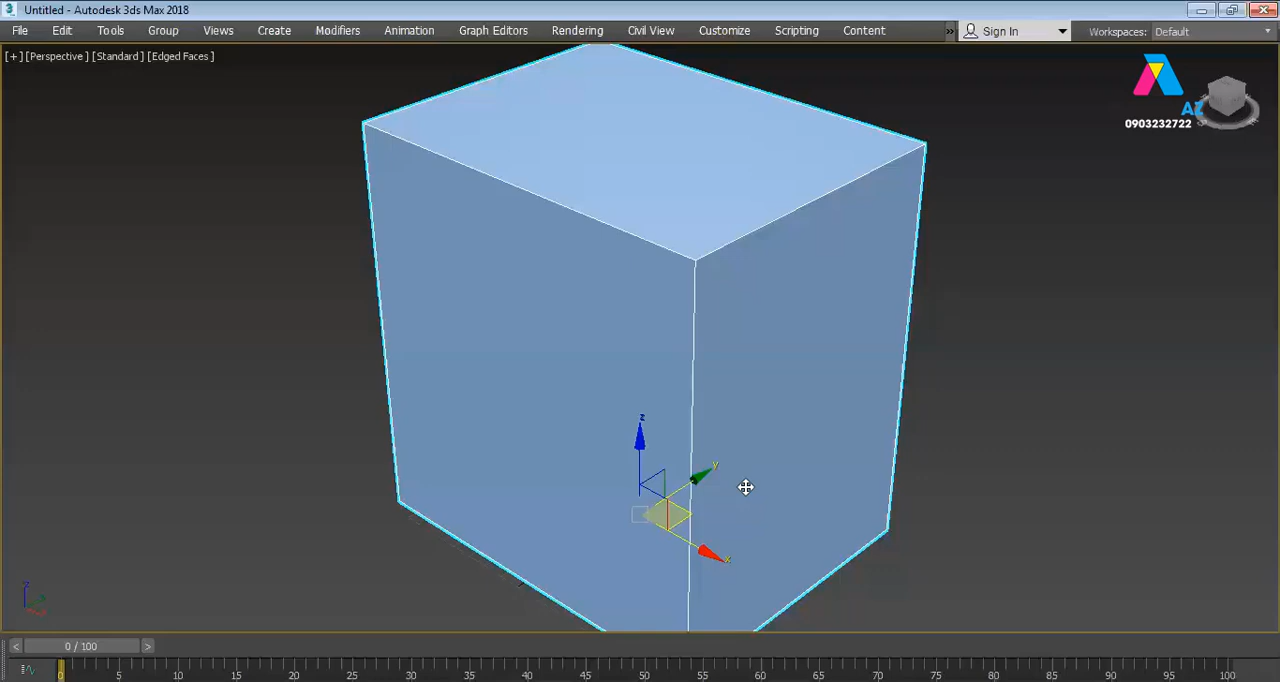 Untitled - Autodesk 3ds Max 2018
File Edit Tools Group Views Create Modifiers Animation Graph Editors Rendering Civil View Customize Scripting Content » Sign In Workspaces: Default
[+] [Perspective] [Standard] [Edged Faces]
AZ
0903232722
z
y
x
z
< 0 / 100 >
0 5 10 15 20 25 30 35 40 45 50 55 60 65 70 75 80 85 90 95 100